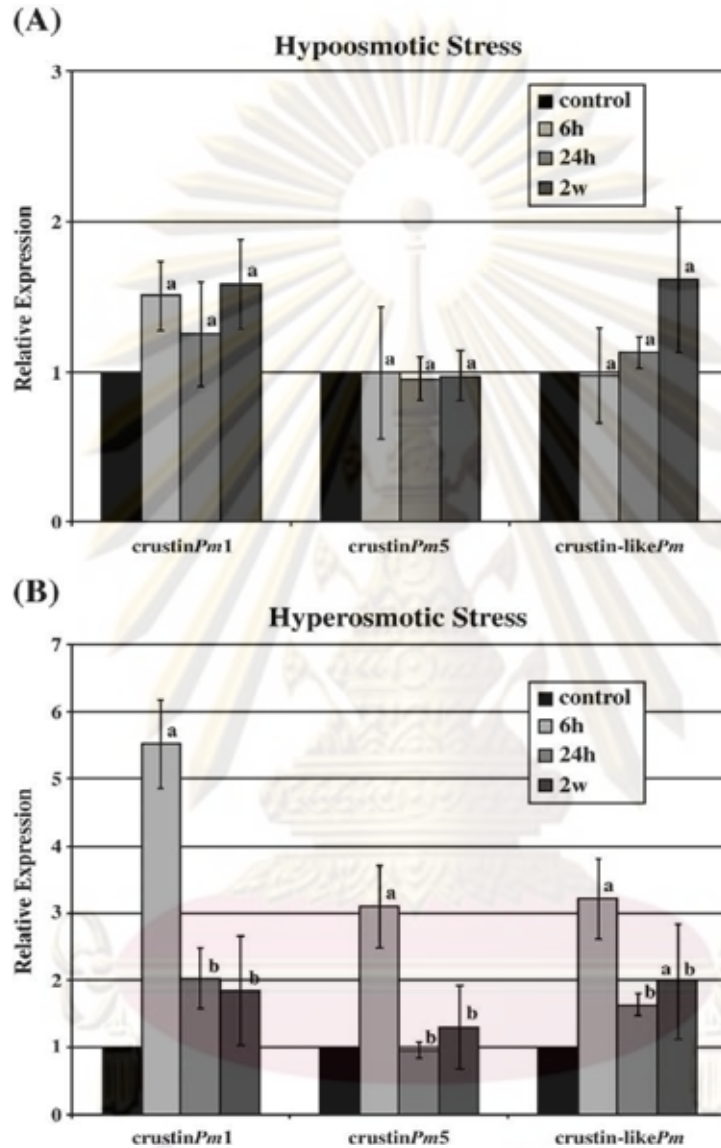 (A)
Hypoosmotic Stress
3
2
1
0
Relative Expression
control
6h
24h
2w
a
a
a
a
a
a
a
a
a
crustinPm1
crustinPm5
crustin-likePm
(B)
Hyperosmotic Stress
7
6
5
4
3
2
1
0
Relative Expression
control
6h
24h
2w
a
b
b
a
b
b
a
b
a b
crustinPm1
crustinPm5
crustin-likePm